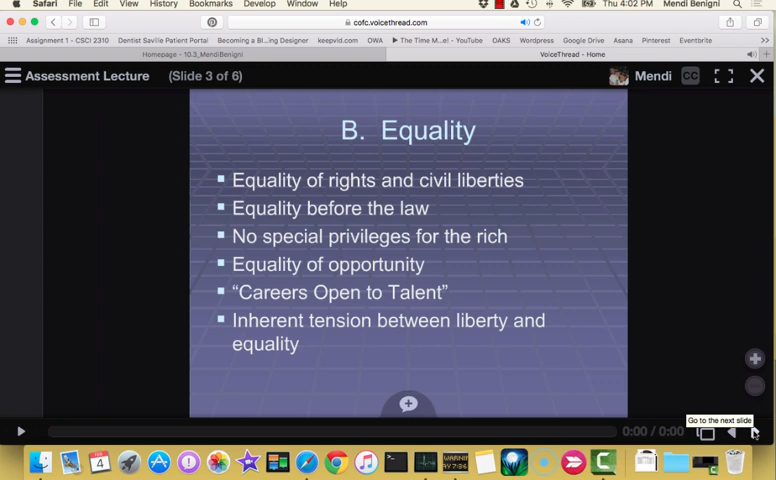 Safari File Edit View History Bookmarks Develop Window Help Thu 4:02 PM Mendi Benigni
cofc.voicethread.com
Assignment 1 - CSCI 2310 Dentist Saville Patient Portal Becoming a Bl...ing Designer keepvid.com OWA The Time M...e! - YouTube OAKS Wordpress Google Drive Asana Pinterest Eventbrite
Homepage - 10.3_MendiBenigni VoiceThread - Home
Assessment Lecture (Slide 3 of 6) Mendi CC
B. Equality
Equality of rights and civil liberties
Equality before the law
No special privileges for the rich
Equality of opportunity
“Careers Open to Talent”
Inherent tension between liberty and
equality
Go to the next slide
0:00 / 0:00
4